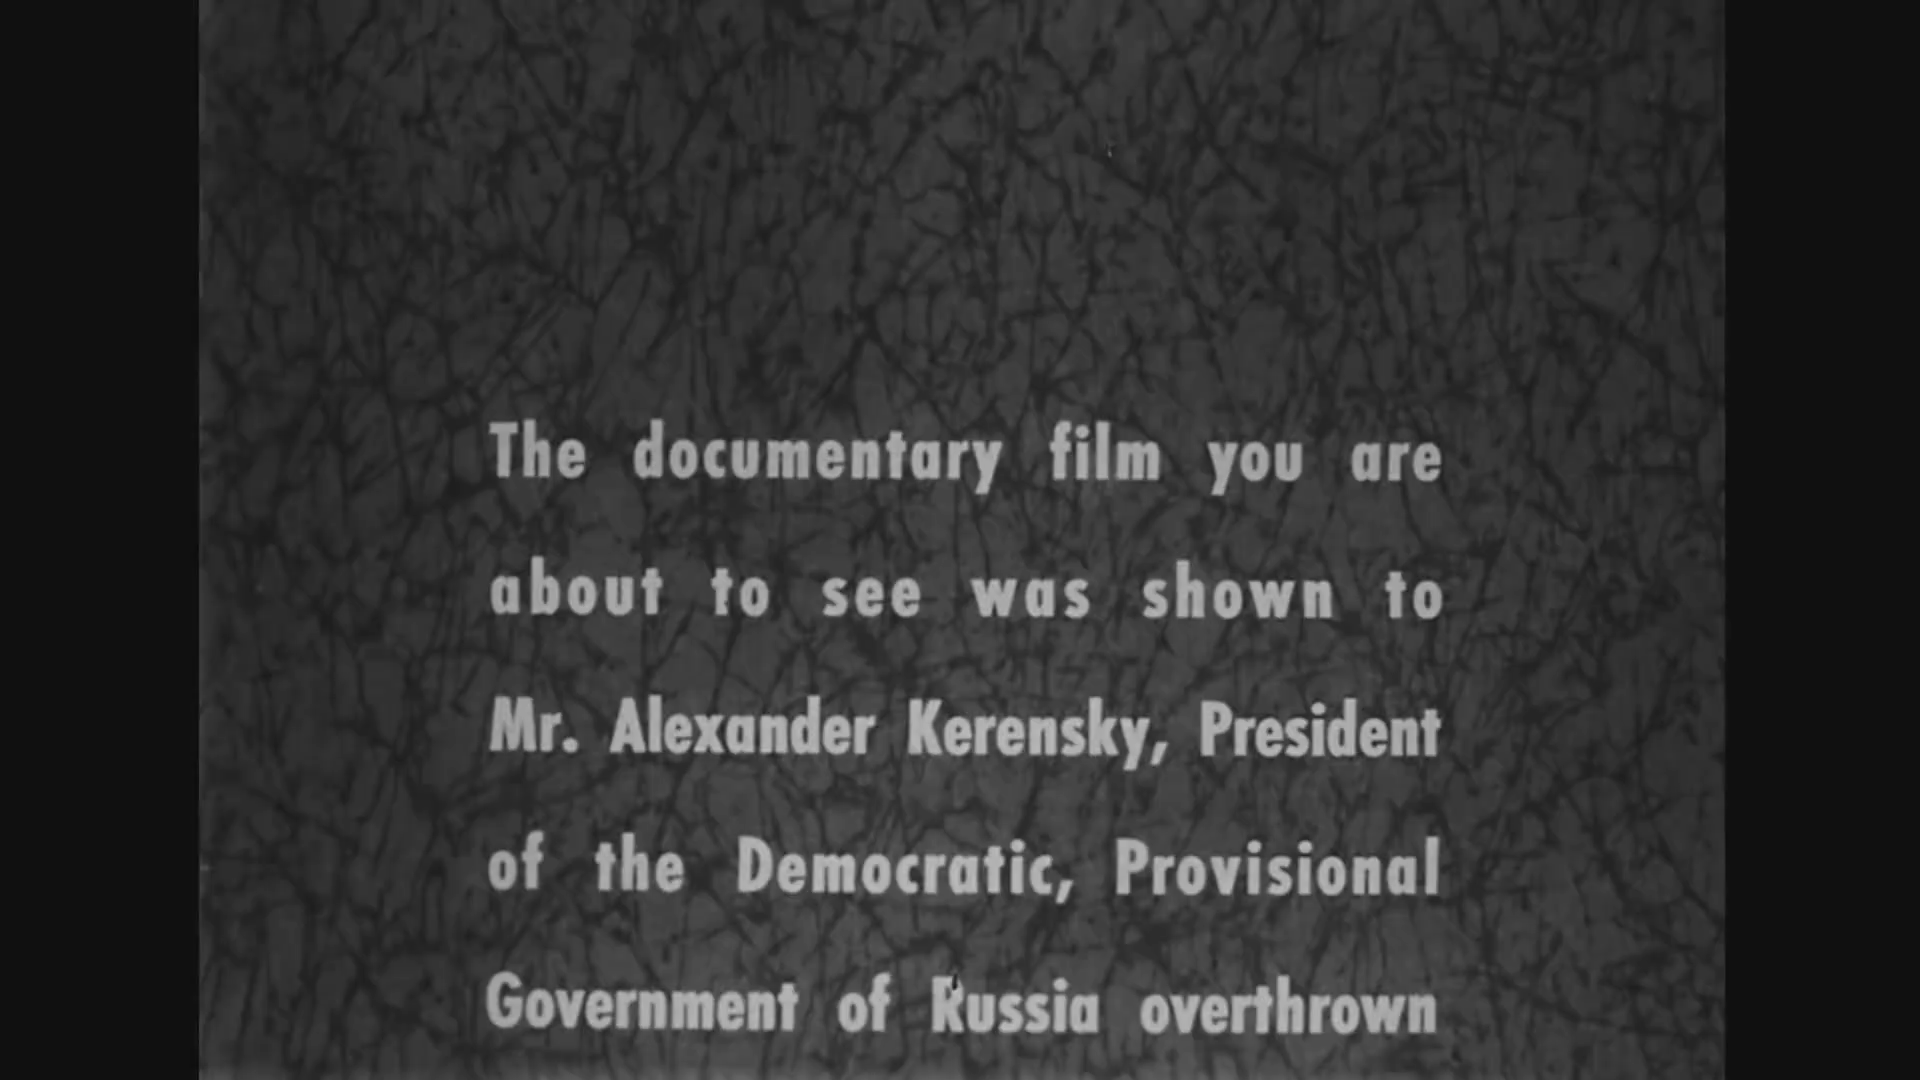 The documentary film you are
about to see was shown to
Mr. Alexander Kerensky, President
of the Democratic, Provisional
Government of Russia overthrown